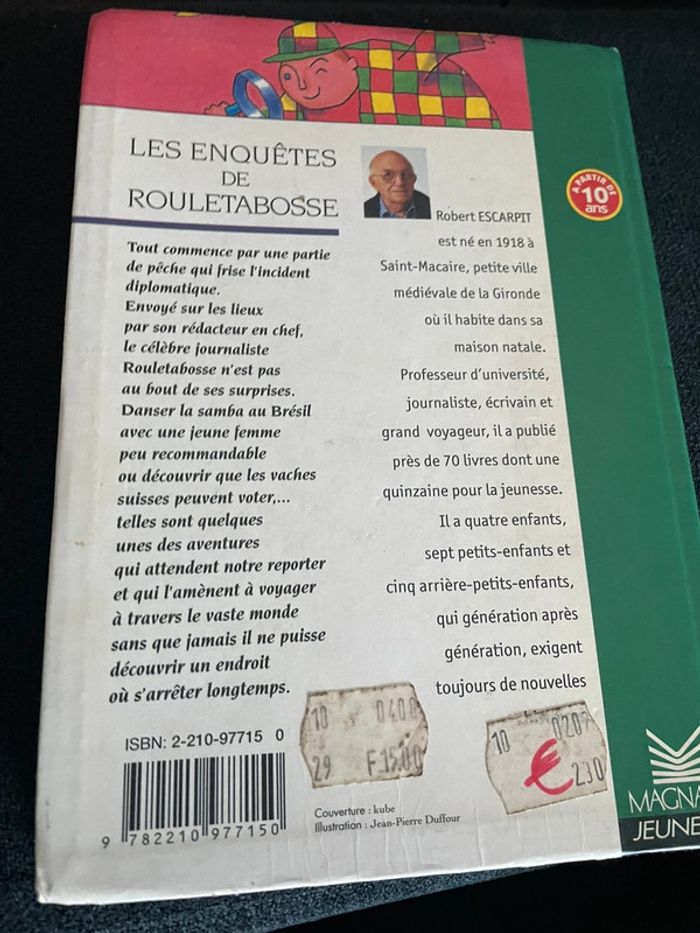 LES ENQUÊTES
DE
ROULETABOSSE
Tout commence par une partie
de pêche qui frise l'incident
diplomatique.
Envoyé sur les lieux
par son rédacteur en chef,
le célèbre journaliste
Rouletabosse n'est pas
au bout de ses surprises.
Danser la samba au Brésil
avec une jeune femme
peu recommandable
ou découvrir que les vaches
suisses peuvent voter,...
telles sont quelques
unes des aventures
qui attendent notre reporter
et qui l'amènent à voyager
à travers le vaste monde
sans que jamais il ne puisse
découvrir un endroit
où s'arrêter longtemps.
Robert ESCARPIT
est né en 1918 à
Saint-Macaire, petite ville
médiévale de la Gironde
où il habite dans sa
maison natale.
Professeur d'université,
journaliste, écrivain et
grand voyageur, il a publié
près de 70 livres dont une
quinzaine pour la jeunesse.
Il a quatre enfants,
sept petits-enfants et
cinq arrière-petits-enfants,
qui génération après
génération, exigent
toujours de nouvelles
A PARTIR DE
10
ans
ISBN: 2-210-97715 0
9 782210 977150
10 0400
29 F15.00
10 0207
€ 230
Couverture : kube
Illustration : Jean-Pierre Duffour
MAGNA
JEUNE